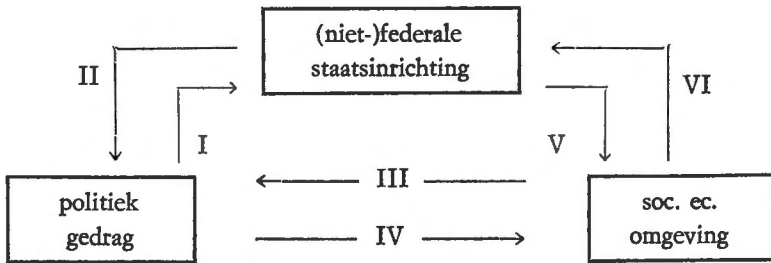 (niet-)federale
staatsinrichting
II
VI
I
V
III
politiek
gedrag
soc. ec.
omgeving
IV